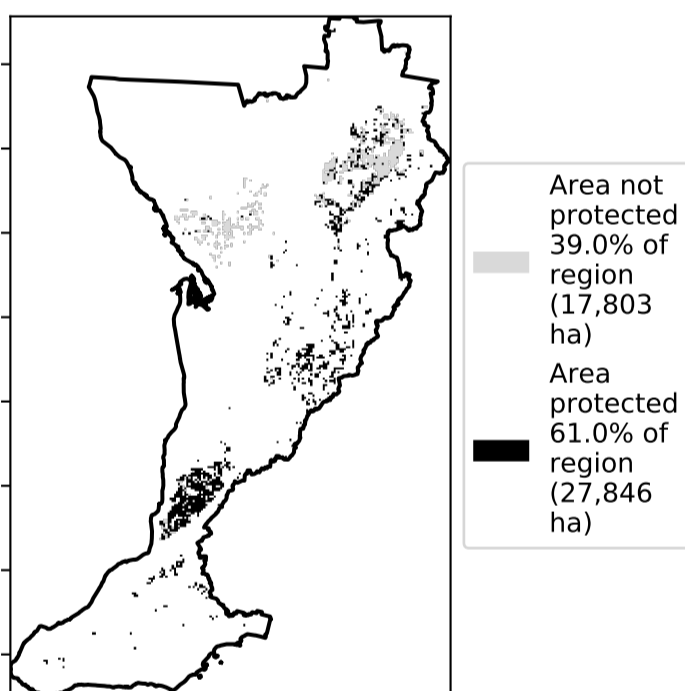 Area not
protected
39.0% of
region
(17,803
ha)
Area
protected
61.0% of
region
(27,846
ha)